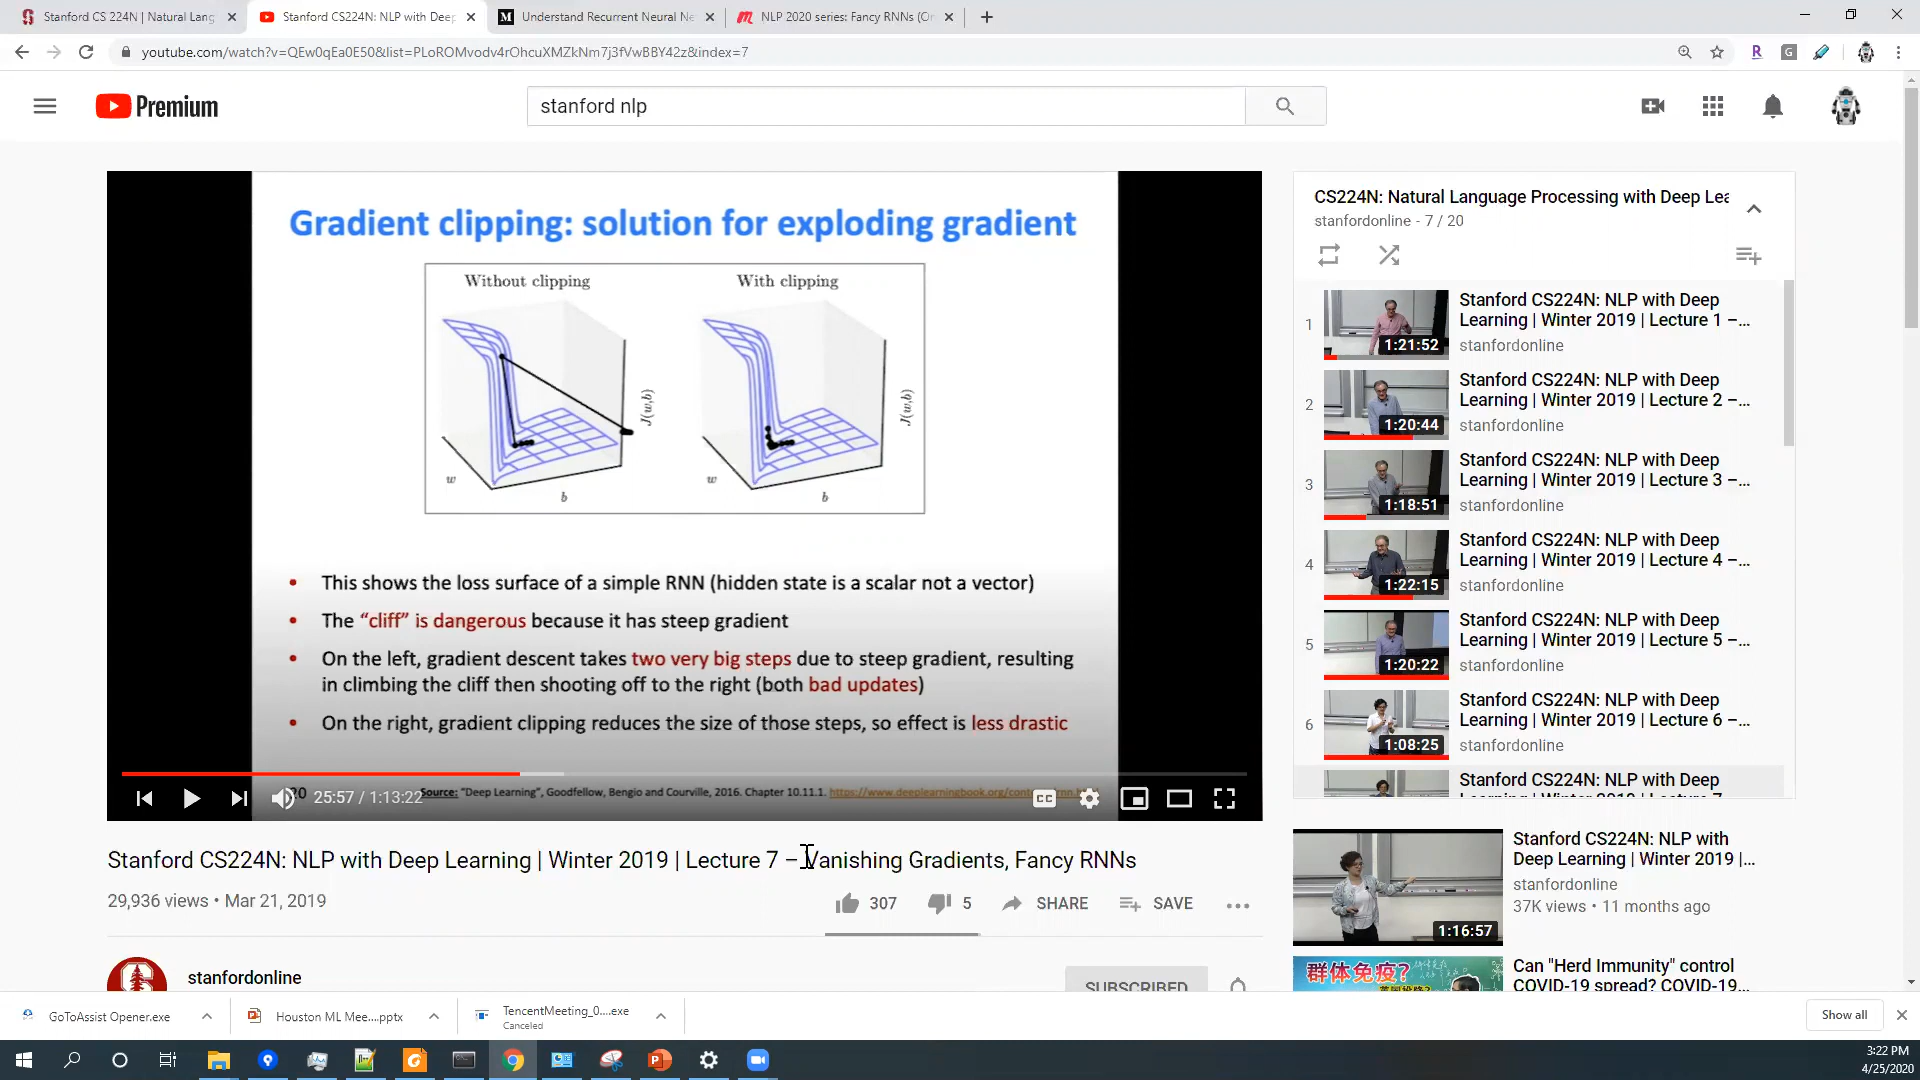 Stanford CS 224N | Natural Lang
Stanford CS224N: NLP with Deep
Understand Recurrent Neural Ne
NLP 2020 series: Fancy RNNs (On
youtube.com/watch?v=QEw0qEa0E50&list=PLoROMvodv4rOhcuXMZkNm7j3fVwBBY42z&index=7
Premium
stanford nlp
Gradient clipping: solution for exploding gradient
Without clipping
With clipping
J(w,b)
J(w,b)
w
b
w
b
This shows the loss surface of a simple RNN (hidden state is a scalar not a vector)
The "cliff" is dangerous because it has steep gradient
On the left, gradient descent takes two very big steps due to steep gradient, resulting
in climbing the cliff then shooting off to the right (both bad updates)
On the right, gradient clipping reduces the size of those steps, so effect is less drastic
25:57 / 1:13:22
Source: "Deep Learning", Goodfellow, Bengio and Courville, 2016. Chapter 10.11.1.
CC
Stanford CS224N: NLP with Deep Learning | Winter 2019 | Lecture 7 – Vanishing Gradients, Fancy RNNs
29,936 views • Mar 21, 2019
307
5
SHARE
SAVE
stanfordonline
SUBSCRIBED
CS224N: Natural Language Processing with Deep Lea
stanfordonline - 7 / 20
1
1:21:52
Stanford CS224N: NLP with Deep
Learning | Winter 2019 | Lecture 1 –...
stanfordonline
2
1:20:44
Stanford CS224N: NLP with Deep
Learning | Winter 2019 | Lecture 2 –...
stanfordonline
3
1:18:51
Stanford CS224N: NLP with Deep
Learning | Winter 2019 | Lecture 3 –...
stanfordonline
4
1:22:15
Stanford CS224N: NLP with Deep
Learning | Winter 2019 | Lecture 4 –...
stanfordonline
5
1:20:22
Stanford CS224N: NLP with Deep
Learning | Winter 2019 | Lecture 5 –...
stanfordonline
6
1:08:25
Stanford CS224N: NLP with Deep
Learning | Winter 2019 | Lecture 6 –...
stanfordonline
Stanford CS224N: NLP with Deep
Learning | Winter 2019 | Lecture 7
1:16:57
Stanford CS224N: NLP with
Deep Learning | Winter 2019 |...
stanfordonline
37K views • 11 months ago
群体免疫?
Can "Herd Immunity" control
COVID-19 spread? COVID-19...
GoToAssist Opener.exe
Houston ML Mee....pptx
TencentMeeting_0....exe
Canceled
Show all
3:22 PM
4/25/2020